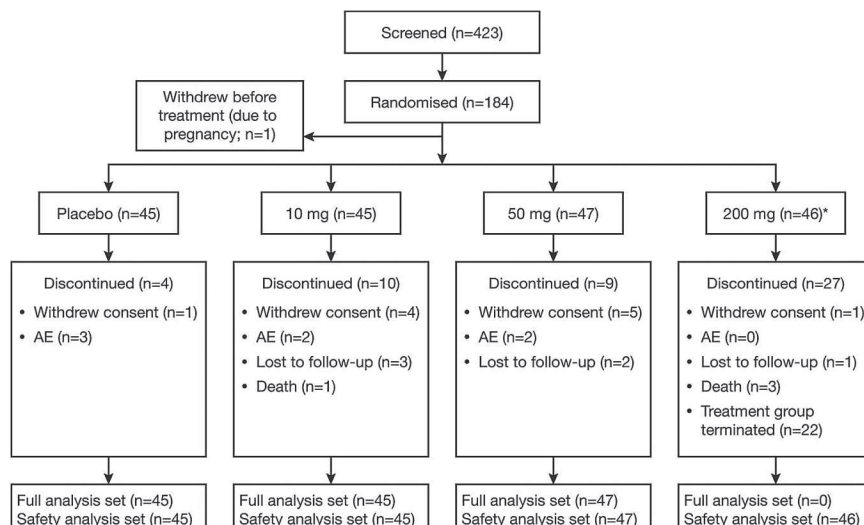 Screened (n=423)
Randomised (n=184)
Withdrew before
treatment (due to
pregnancy; n=1)
Placebo (n=45)
10 mg (n=45)
50 mg (n=47)
200 mg (n=46)*
Discontinued (n=4)
• Withdrew consent (n=1)
• AE (n=3)
Discontinued (n=10)
• Withdrew consent (n=4)
• AE (n=2)
• Lost to follow-up (n=3)
• Death (n=1)
Discontinued (n=9)
• Withdrew consent (n=5)
• AE (n=2)
• Lost to follow-up (n=2)
Discontinued (n=27)
• Withdrew consent (n=1)
• AE (n=0)
• Lost to follow-up (n=1)
• Death (n=3)
• Treatment group
terminated (n=22)
Full analysis set (n=45)
Safety analysis set (n=45)
Full analysis set (n=45)
Safety analysis set (n=45)
Full analysis set (n=47)
Safety analysis set (n=47)
Full analysis set (n=0)
Safety analysis set (n=46)